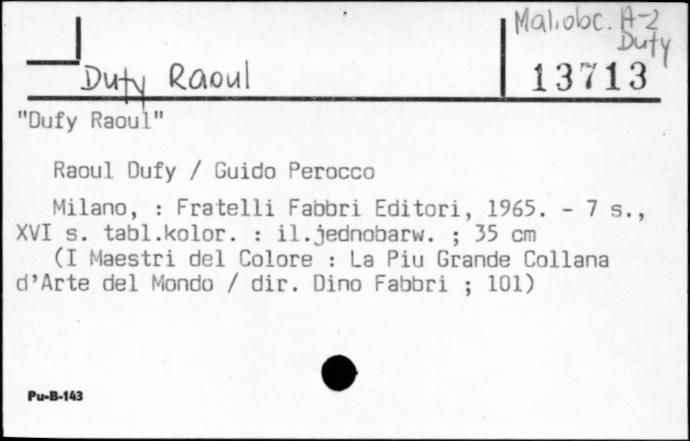 Mal.obc. A-2
Dufy
Dufy Raoul
13713
"Dufy Raoul"
Raoul Dufy / Guido Perocco
Milano, : Fratelli Fabbri Editori, 1965. - 7 s.,
XVI s. tabl.kolor. : il.jednobarw. ; 35 cm
(I Maestri del Colore : La Piu Grande Collana
d'Arte del Mondo / dir. Dino Fabbri ; 101)
Pu-B-143